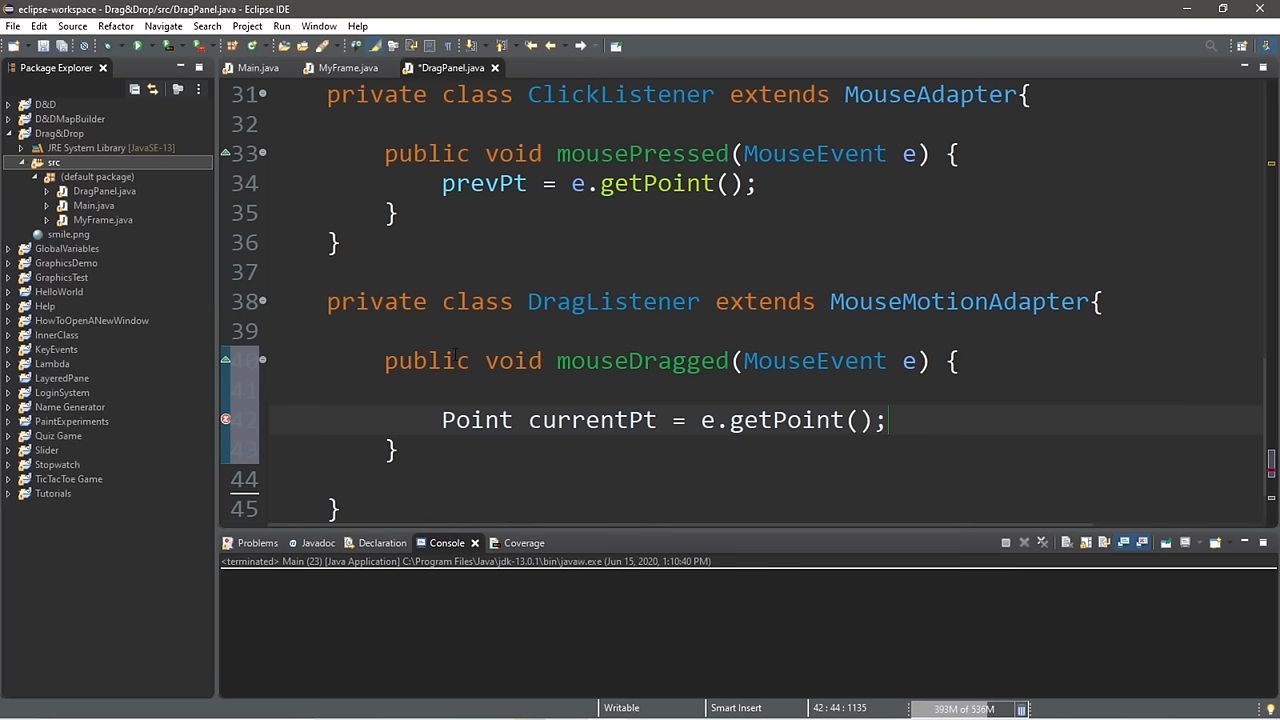 eclipse-workspace - Drag&Drop/src/DragPanel.java - Eclipse IDE
File Edit Source Refactor Navigate Search Project Run Window Help
Package Explorer
Main.java MyFrame.java *DragPanel.java
D&D
D&DMapBuilder
Drag&Drop
JRE System Library [JavaSE-13]
src
(default package)
DragPanel.java
Main.java
MyFrame.java
smile.png
GlobalVariables
GraphicsDemo
GraphicsTest
HelloWorld
Help
HowToOpenANewWindow
InnerClass
KeyEvents
Lambda
LayeredPane
LoginSystem
Name Generator
PaintExperiments
Quiz Game
Slider
Stopwatch
TicTacToe Game
Tutorials
31 private class ClickListener extends MouseAdapter{
32
33 public void mousePressed(MouseEvent e) {
34 prevPt = e.getPoint();
35 }
36 }
37
38 private class DragListener extends MouseMotionAdapter{
39
40 public void mouseDragged(MouseEvent e) {
41
42 Point currentPt = e.getPoint();
43 }
44
45 }
Problems Javadoc Declaration Console Coverage
<terminated> Main (23) [Java Application] C:\Program Files\Java\jdk-13.0.1\bin\javaw.exe (Jun 15, 2020, 1:10:40 PM)
Writable Smart Insert 42 : 44 : 1135 393M of 536M